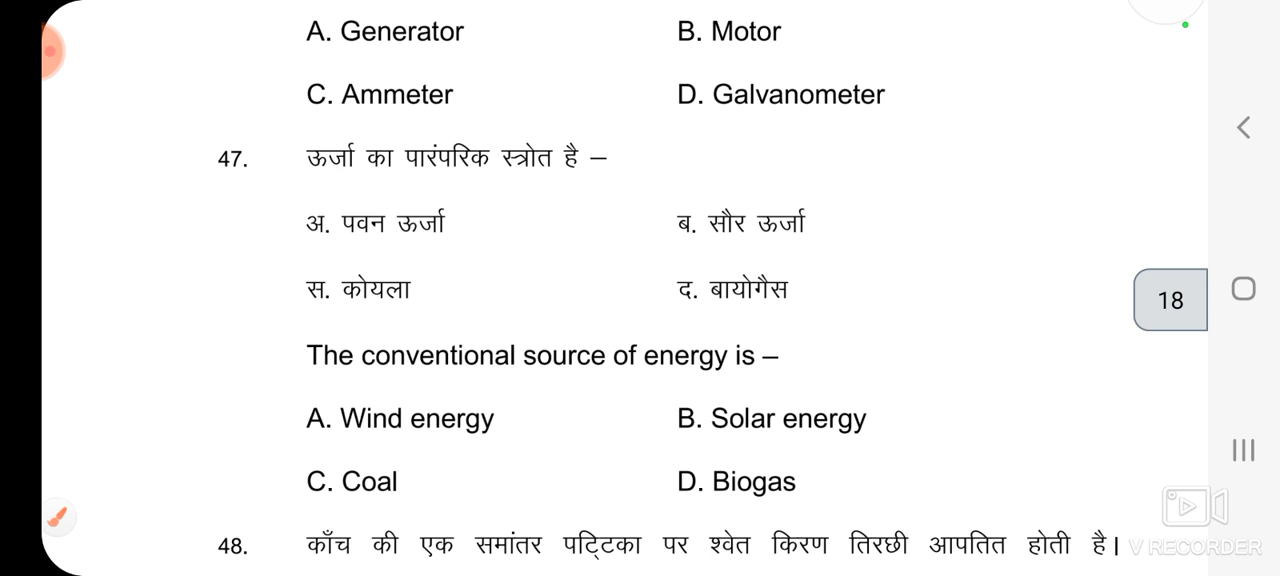 A. Generator B. Motor
C. Ammeter D. Galvanometer
47. ऊर्जा का पारंपरिक स्त्रोत है –
अ. पवन ऊर्जा ब. सौर ऊर्जा
स. कोयला द. बायोगैस
18
The conventional source of energy is –
A. Wind energy B. Solar energy
C. Coal D. Biogas
48. काँच की एक समांतर पट्टिका पर श्वेत किरण तिरछी आपतित होती है।
V RECORDER